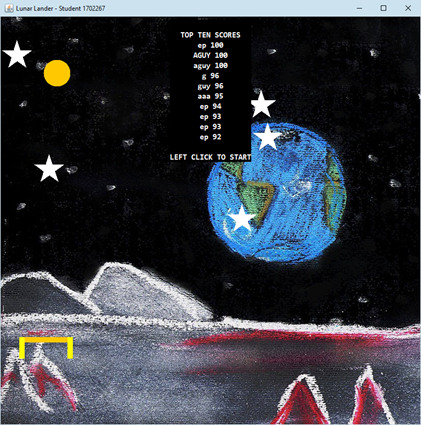 Lunar Lander - Student 1702267
TOP TEN SCORES
ep 100
AGUY 100
aguy 100
g 96
guy 96
aaa 95
ep 94
ep 93
ep 93
ep 92
LEFT CLICK TO START